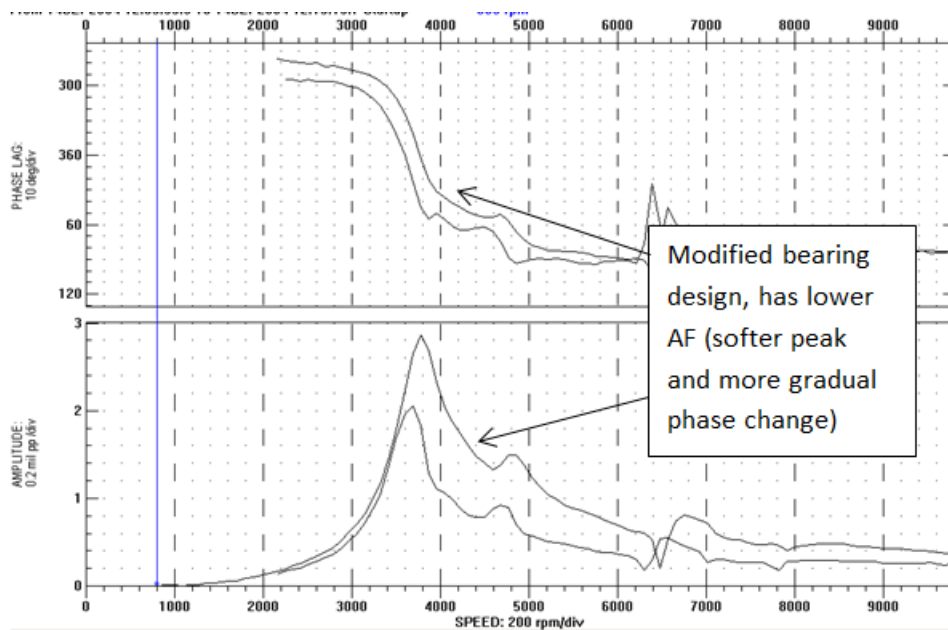 0 1000 2000 3000 4000 5000 6000 7000 8000 9000
300
360
60
120
PHASE LAG:
10 deg/div
Modified bearing
design, has lower
AF (softer peak
and more gradual
phase change)
3
2
1
0
AMPLITUDE:
0.2 mil pp/div
0 1000 2000 3000 4000 5000 6000 7000 8000 9000
SPEED: 200 rpm/div